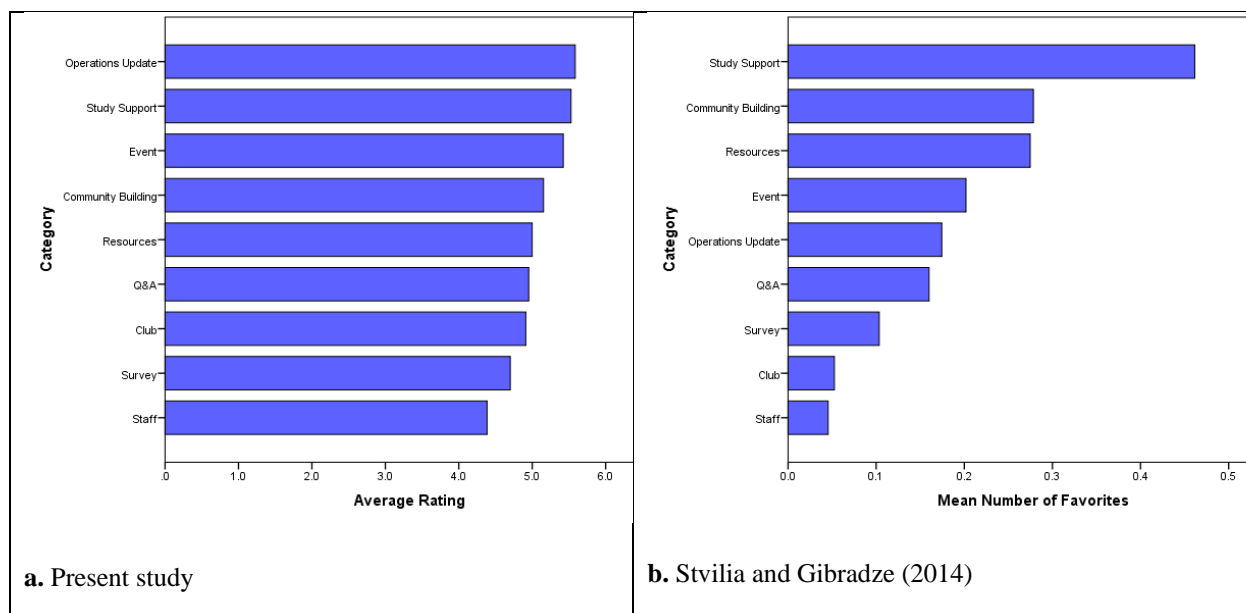 Category
Operations Update
Study Support
Event
Community Building
Resources
Q&A
Club
Survey
Staff
.0 1.0 2.0 3.0 4.0 5.0 6.0
Average Rating
a. Present study
Category
Study Support
Community Building
Resources
Event
Operations Update
Q&A
Survey
Club
Staff
0.0 0.1 0.2 0.3 0.4 0.5
Mean Number of Favorites
b. Stvilia and Gibradze (2014)